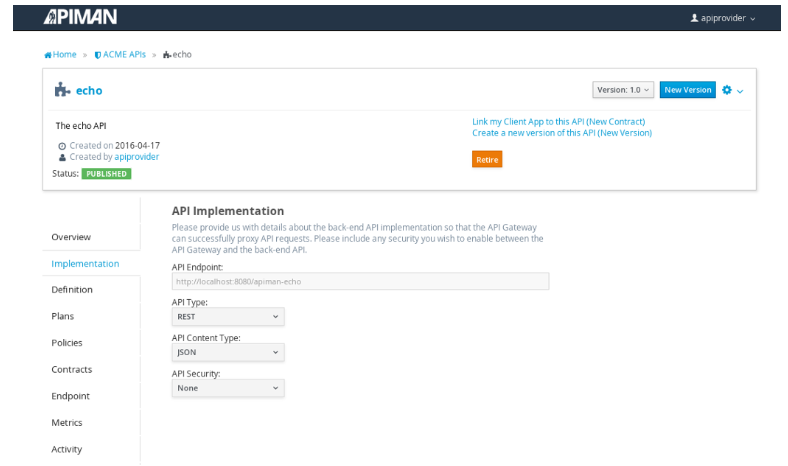 APIMAN
apiprovider
Home » ACME APIs » echo
echo
Version: 1.0
New Version
The echo API
Link my Client App to this API (New Contract)
Create a new version of this API (New Version)
Created on 2016-04-17
Created by apiprovider
Retire
Status: PUBLISHED
API Implementation
Please provide us with details about the back-end API implementation so that the API Gateway
can successfully proxy API requests. Please include any security you wish to enable between the
API Gateway and the back-end API.
API Endpoint:
http://localhost:8080/apiman-echo
API Type:
REST
API Content Type:
JSON
API Security:
None
Overview
Implementation
Definition
Plans
Policies
Contracts
Endpoint
Metrics
Activity